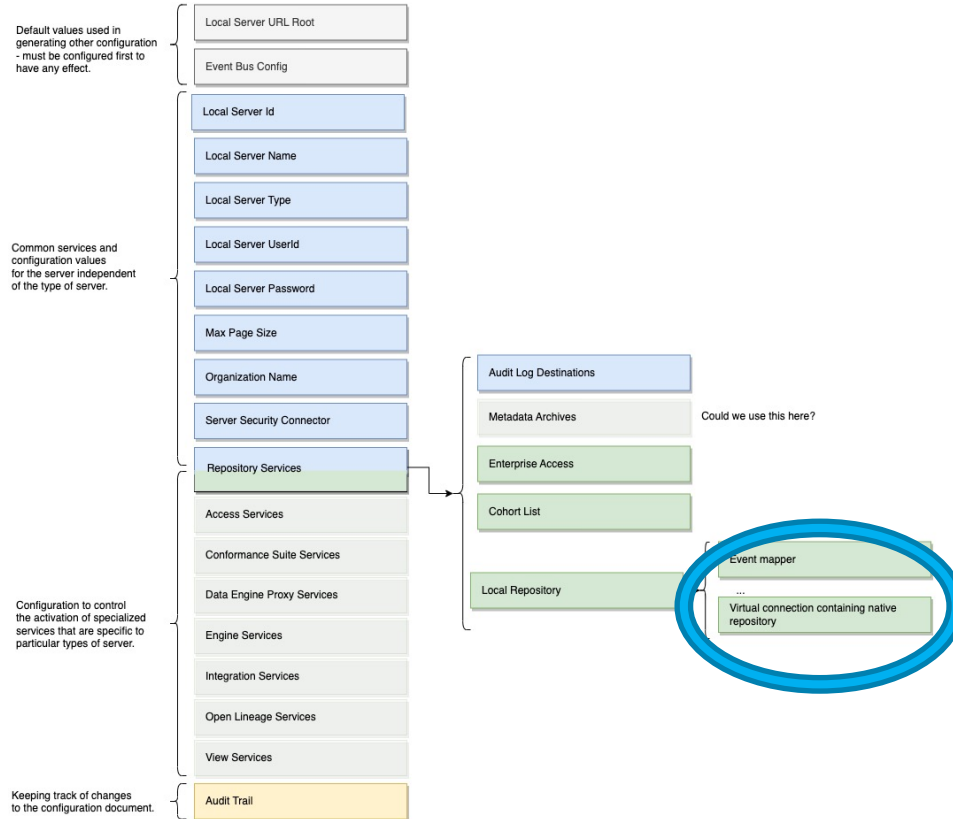 Default values used in
generating other configuration
- must be configured first to
have any effect.
Local Server URL Root
Event Bus Config
Common services and
configuration values
for the server independent
of the type of server.
Local Server Id
Local Server Name
Local Server Type
Local Server UserId
Local Server Password
Max Page Size
Organization Name
Server Security Connector
Repository Services
Audit Log Destinations
Metadata Archives
Could we use this here?
Enterprise Access
Cohort List
Local Repository
Event mapper
...
Virtual connection containing native
repository
Configuration to control
the activation of specialized
services that are specific to
particular types of server.
Access Services
Conformance Suite Services
Data Engine Proxy Services
Engine Services
Integration Services
Open Lineage Services
View Services
Keeping track of changes
to the configuration document.
Audit Trail